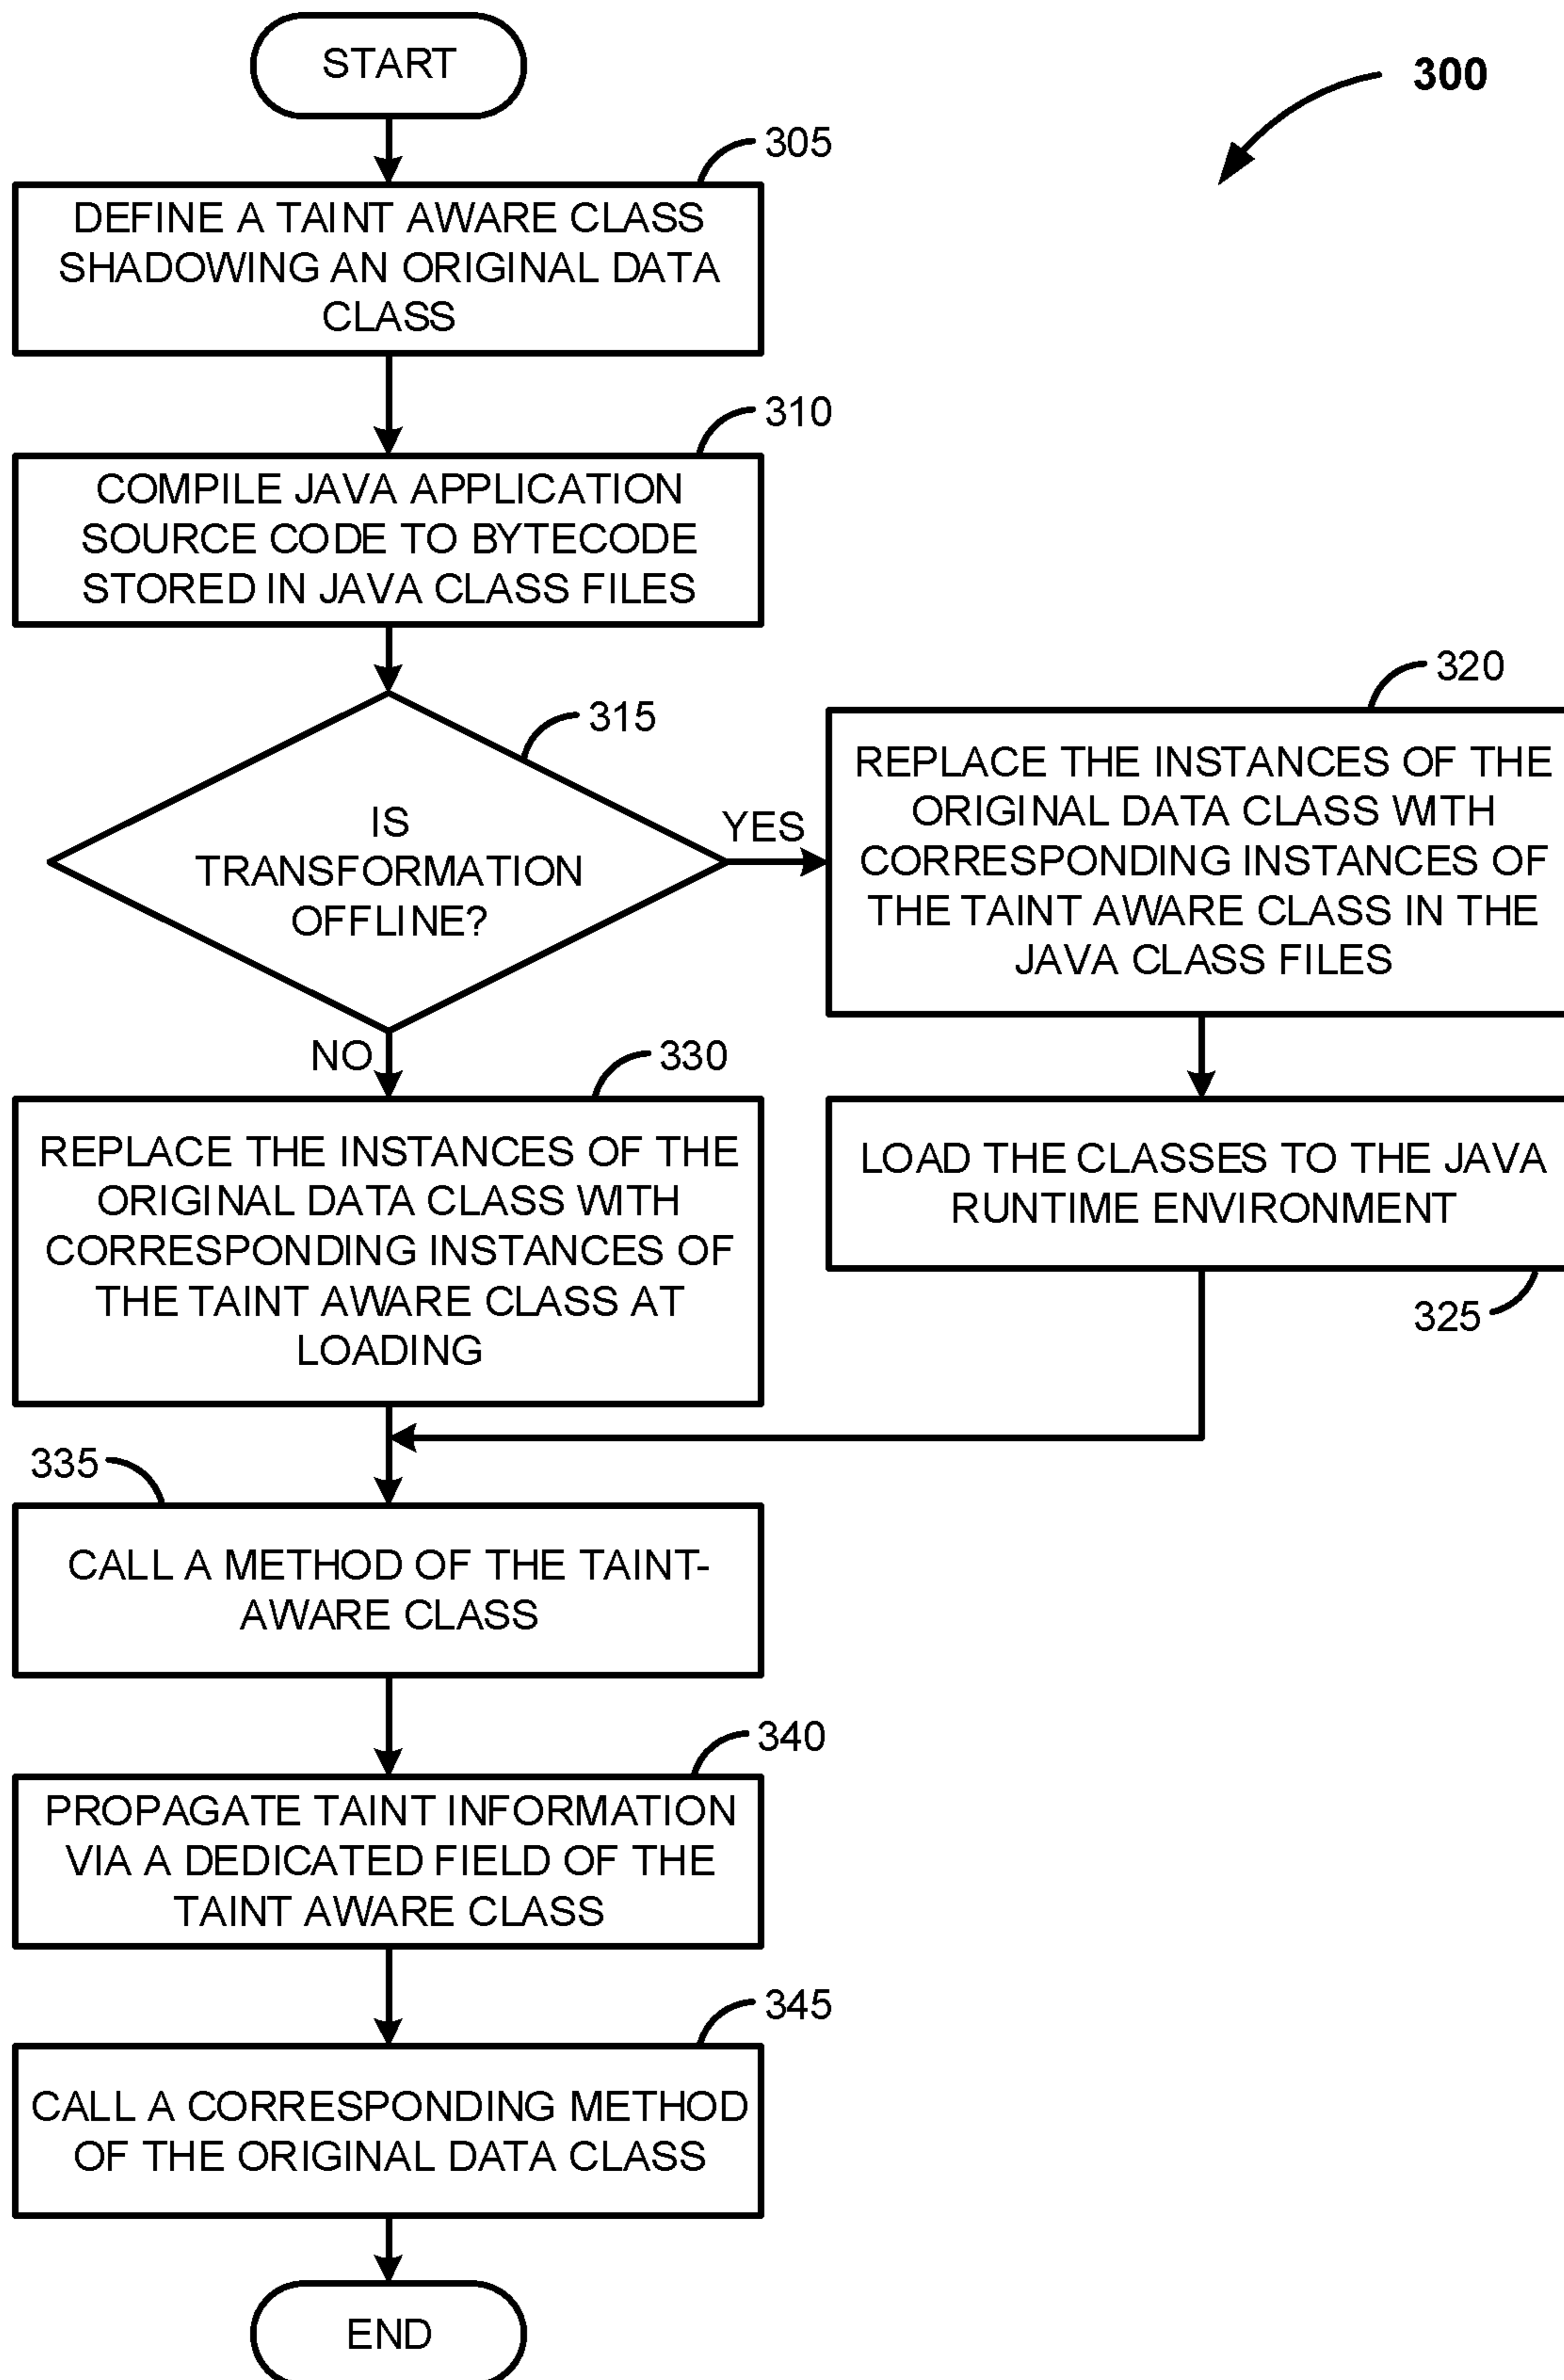 START
300
305
DEFINE A TAINT AWARE CLASS
SHADOWING AN ORIGINAL DATA
CLASS
310
COMPILE JAVA APPLICATION
SOURCE CODE TO BYTECODE
STORED IN JAVA CLASS FILES
315
IS
TRANSFORMATION
OFFLINE?
YES
320
REPLACE THE INSTANCES OF THE
ORIGINAL DATA CLASS WITH
CORRESPONDING INSTANCES OF
THE TAINT AWARE CLASS IN THE
JAVA CLASS FILES
NO
330
REPLACE THE INSTANCES OF THE
ORIGINAL DATA CLASS WITH
CORRESPONDING INSTANCES OF
THE TAINT AWARE CLASS AT
LOADING
LOAD THE CLASSES TO THE JAVA
RUNTIME ENVIRONMENT
325
335
CALL A METHOD OF THE TAINT-
AWARE CLASS
340
PROPAGATE TAINT INFORMATION
VIA A DEDICATED FIELD OF THE
TAINT AWARE CLASS
345
CALL A CORRESPONDING METHOD
OF THE ORIGINAL DATA CLASS
END